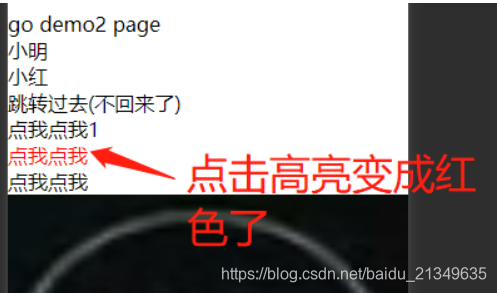 go demo2 page
小明
小红
跳转过去(不回来了)
点我点我1
点我点我
点我点我
点击高亮变成红
色了
https://blog.csdn.net/baidu_21349635